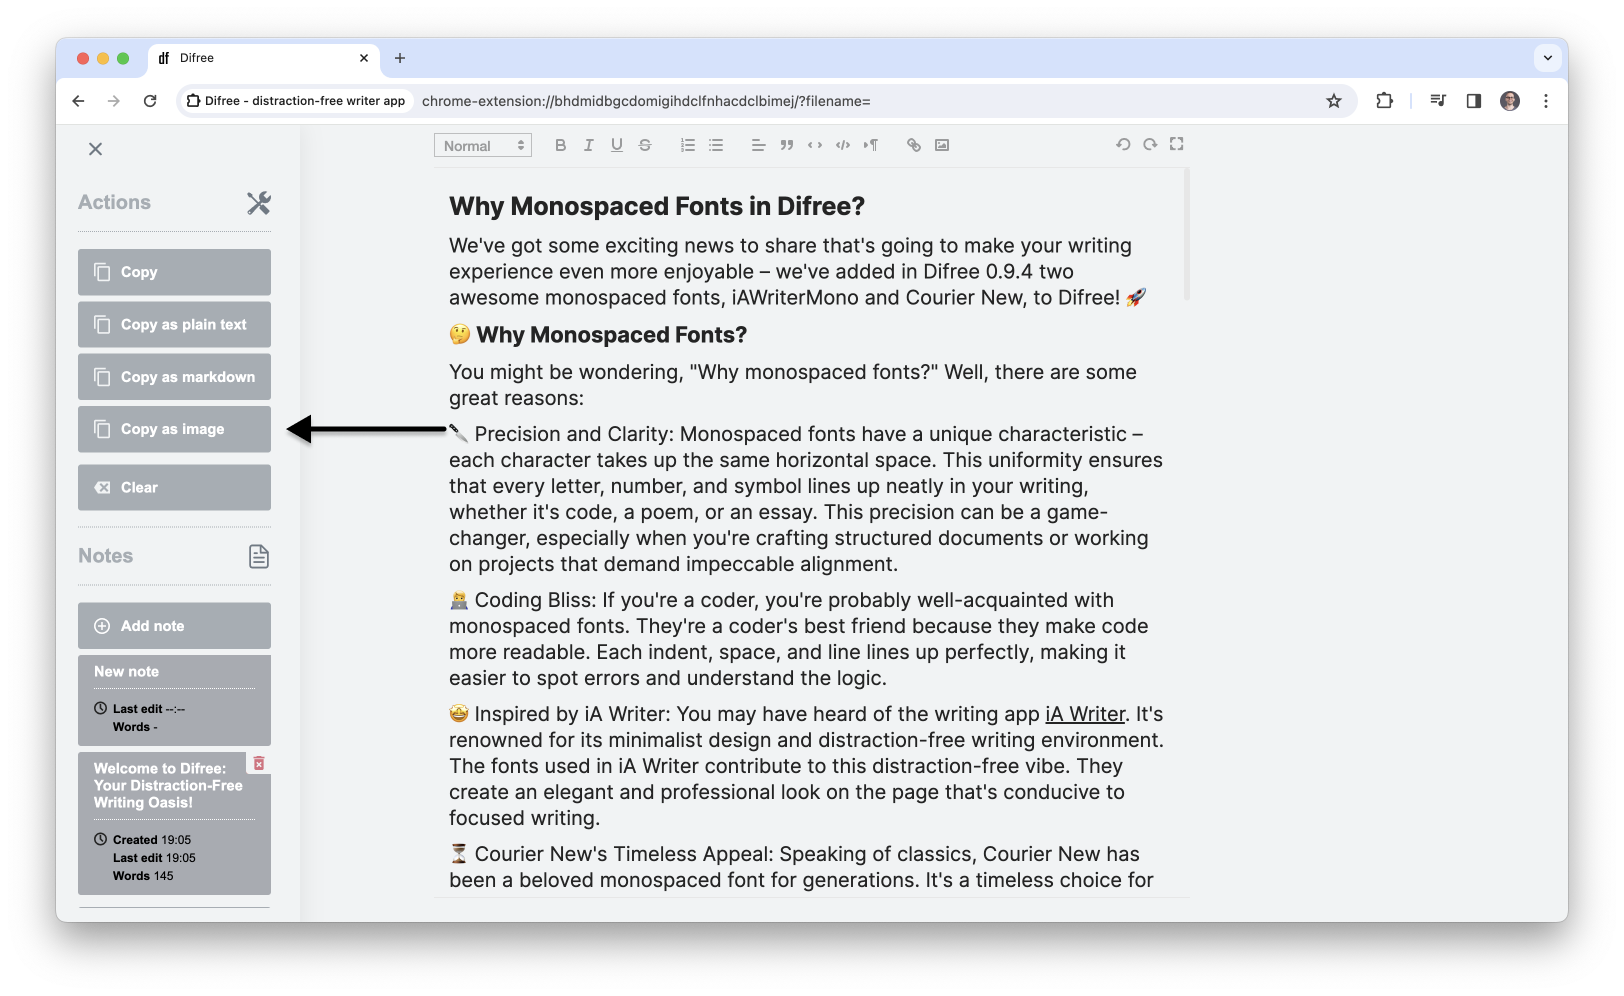 Difree
Difree - distraction-free writer app
chrome-extension://bhdmidbgcdomigihdclfnhacdclbimej/?filename=
Actions
Copy
Copy as plain text
Copy as markdown
Copy as image
Clear
Notes
Add note
New note
Last edit --:--
Words -
Welcome to Difree:
Your Distraction-Free
Writing Oasis!
Created 19:05
Last edit 19:05
Words 145
Normal
Why Monospaced Fonts in Difree?
We've got some exciting news to share that's going to make your writing
experience even more enjoyable – we've added in Difree 0.9.4 two
awesome monospaced fonts, iAWriterMono and Courier New, to Difree! 🚀
🤔 Why Monospaced Fonts?
You might be wondering, "Why monospaced fonts?" Well, there are some
great reasons:
🔪 Precision and Clarity: Monospaced fonts have a unique characteristic –
each character takes up the same horizontal space. This uniformity ensures
that every letter, number, and symbol lines up neatly in your writing,
whether it's code, a poem, or an essay. This precision can be a game-
changer, especially when you're crafting structured documents or working
on projects that demand impeccable alignment.
🧑‍💻 Coding Bliss: If you're a coder, you're probably well-acquainted with
monospaced fonts. They're a coder's best friend because they make code
more readable. Each indent, space, and line lines up perfectly, making it
easier to spot errors and understand the logic.
🤩 Inspired by iA Writer: You may have heard of the writing app iA Writer. It's
renowned for its minimalist design and distraction-free writing environment.
The fonts used in iA Writer contribute to this distraction-free vibe. They
create an elegant and professional look on the page that's conducive to
focused writing.
⏳ Courier New's Timeless Appeal: Speaking of classics, Courier New has
been a beloved monospaced font for generations. It's a timeless choice for